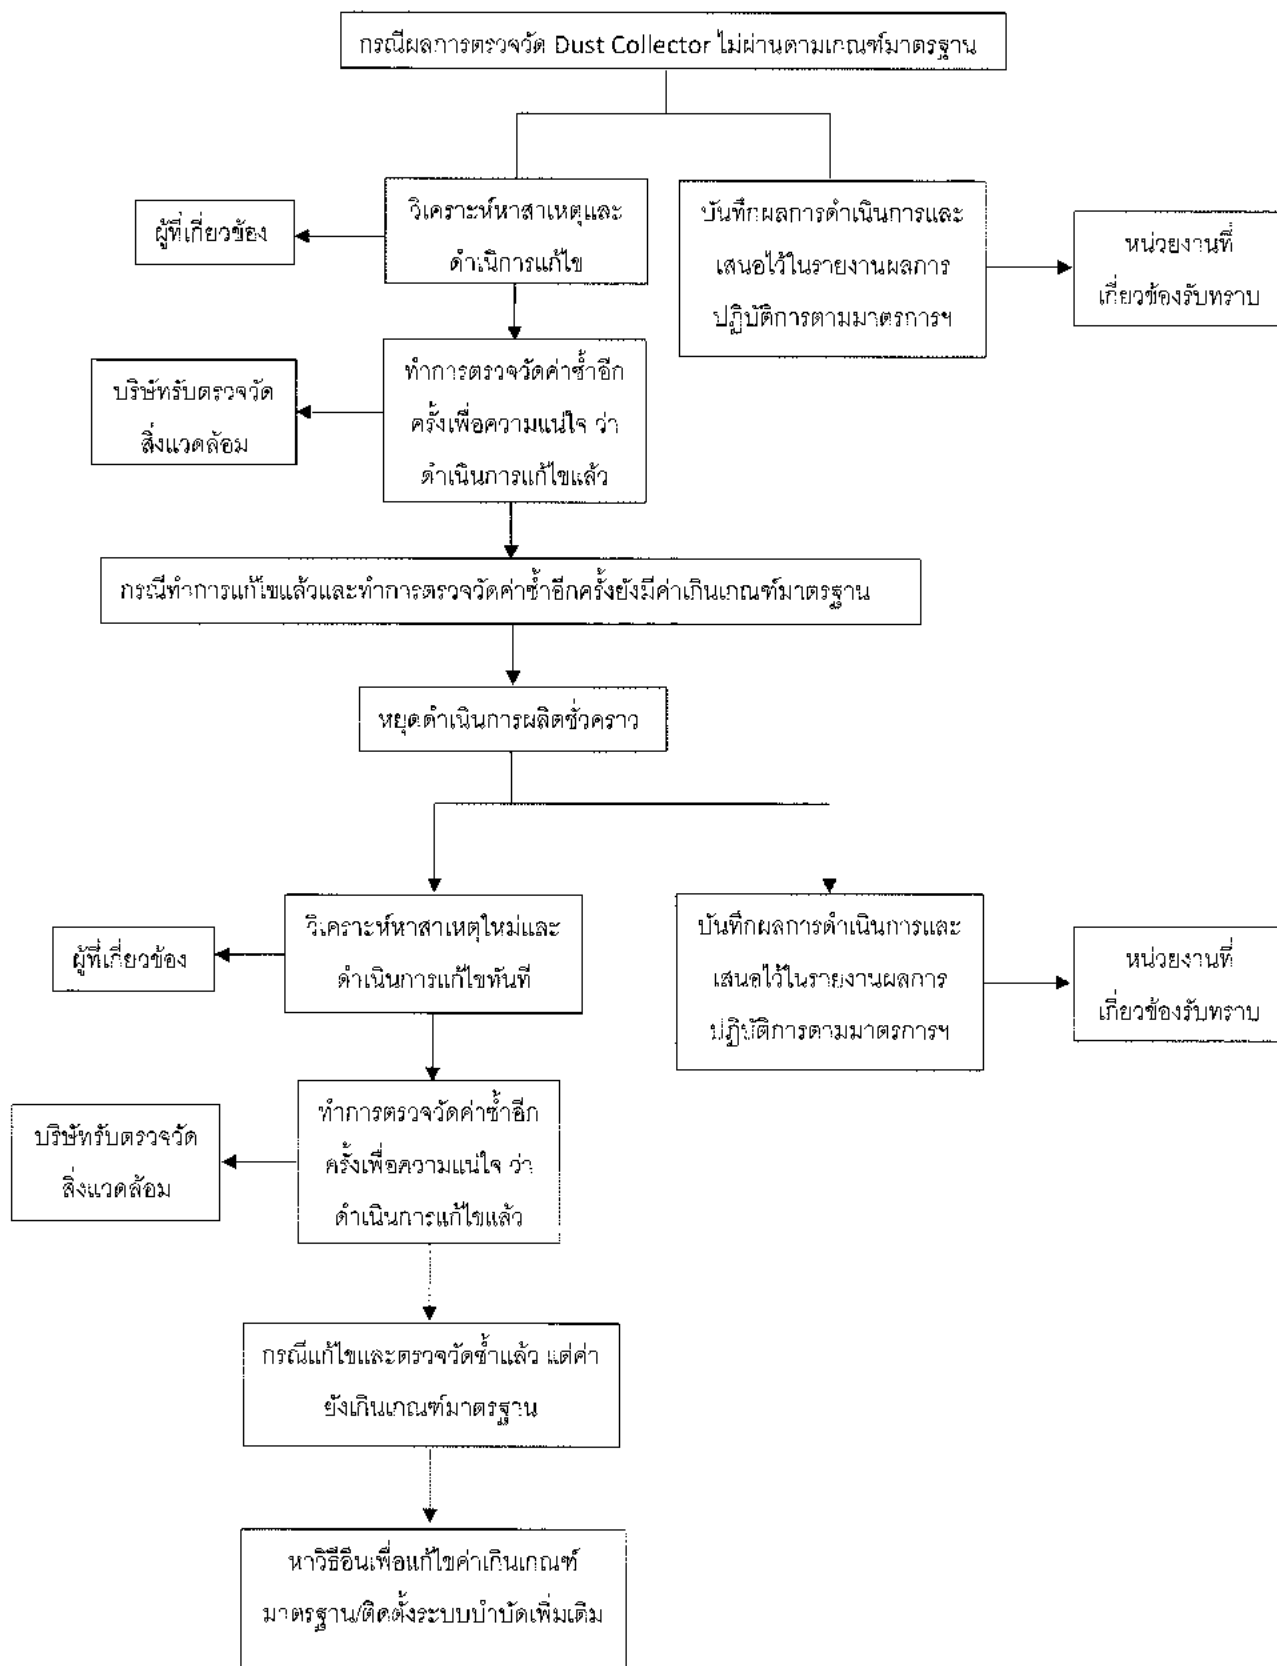 กรณีผลการตรวจวัด Dust Collector ไม่ผ่านตามเกณฑ์มาตรฐาน
วิเคราะห์หาสาเหตุและ
ดำเนิการแก้ไข
ผู้ที่เกี่ยวข้อง
บันทึกผลการดำเนินการและ
เสนอไว้ในรายงานผลการ
ปฏิบัติการตามมาตรการฯ
หน่วยงานที่
เกี่ยวข้องรับทราบ
ทำการตรวจวัดค่าซ้ำอีก
ครั้งเพื่อความแน่ใจ ว่า
ดำเนินการแก้ไขแล้ว
บริษัทรับตรวจวัด
สิ่งแวดล้อม
กรณีทำการแก้ไขแล้วและทำการตรวจวัดค่าซ้ำอีกครั้งยังมีค่าเกินเกณฑ์มาตรฐาน
หยุดดำเนินการผลิตชั่วคราว
วิเคราะห์หาสาเหตุใหม่และ
ดำเนินการแก้ไขทันที
ผู้ที่เกี่ยวข้อง
บันทึกผลการดำเนินการและ
เสนอไว้ในรายงานผลการ
ปฏิบัติการตามมาตรการฯ
หน่วยงานที่
เกี่ยวข้องรับทราบ
ทำการตรวจวัดค่าซ้ำอีก
ครั้งเพื่อความแน่ใจ ว่า
ดำเนินการแก้ไขแล้ว
บริษัทรับตรวจวัด
สิ่งแวดล้อม
กรณีแก้ไขและตรวจวัดซ้ำแล้ว แต่ค่า
ยังเกินเกณฑ์มาตรฐาน
หาวิธีอื่นเพื่อแก้ไขค่าเกินเกณฑ์
มาตรฐาน/ติดตั้งระบบบำบัดเพิ่มเติม